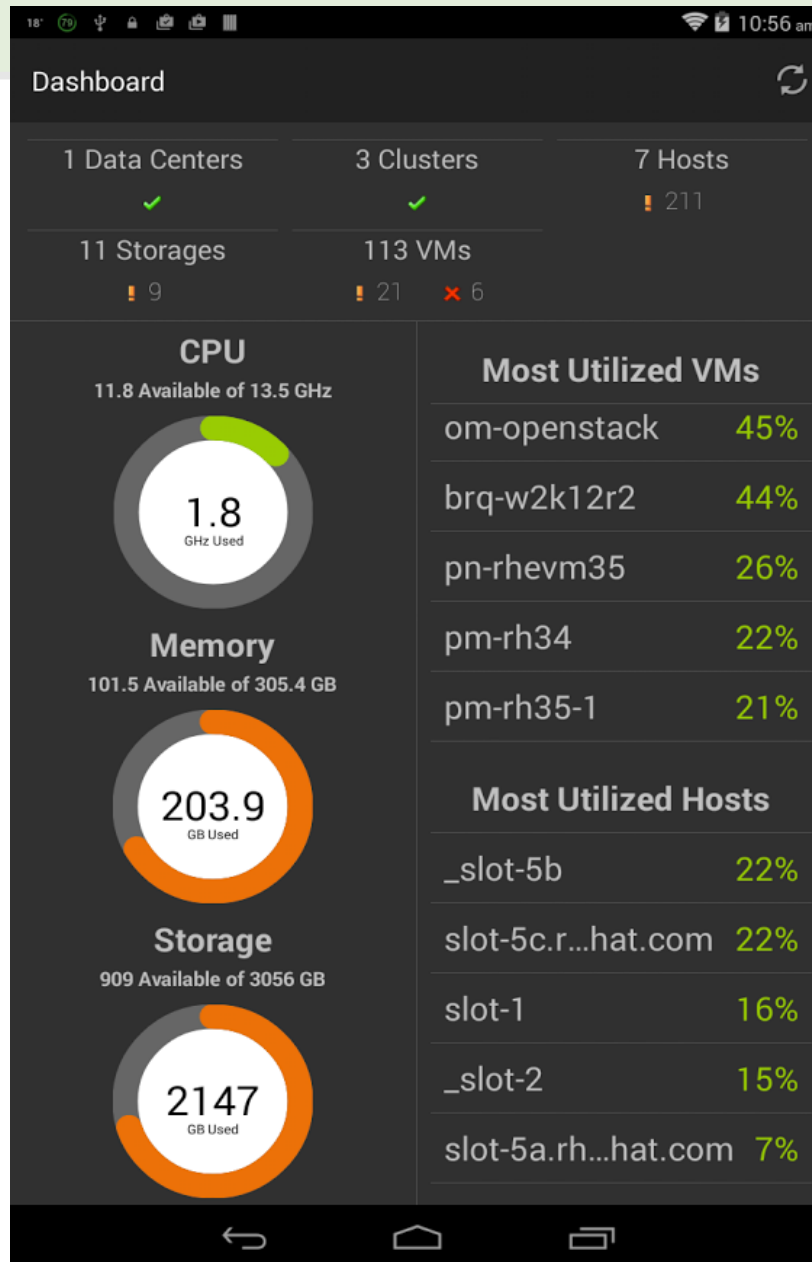 18°
79
10:56 am
Dashboard
1 Data Centers
3 Clusters
7 Hosts
211
11 Storages
113 VMs
9
21
6
CPU
11.8 Available of 13.5 GHz
1.8
GHz Used
Memory
101.5 Available of 305.4 GB
203.9
GB Used
Storage
909 Available of 3056 GB
2147
GB Used
Most Utilized VMs
om-openstack 45%
brq-w2k12r2 44%
pn-rhevm35 26%
pm-rh34 22%
pm-rh35-1 21%
Most Utilized Hosts
_slot-5b 22%
slot-5c.r...hat.com 22%
slot-1 16%
_slot-2 15%
slot-5a.rh...hat.com 7%